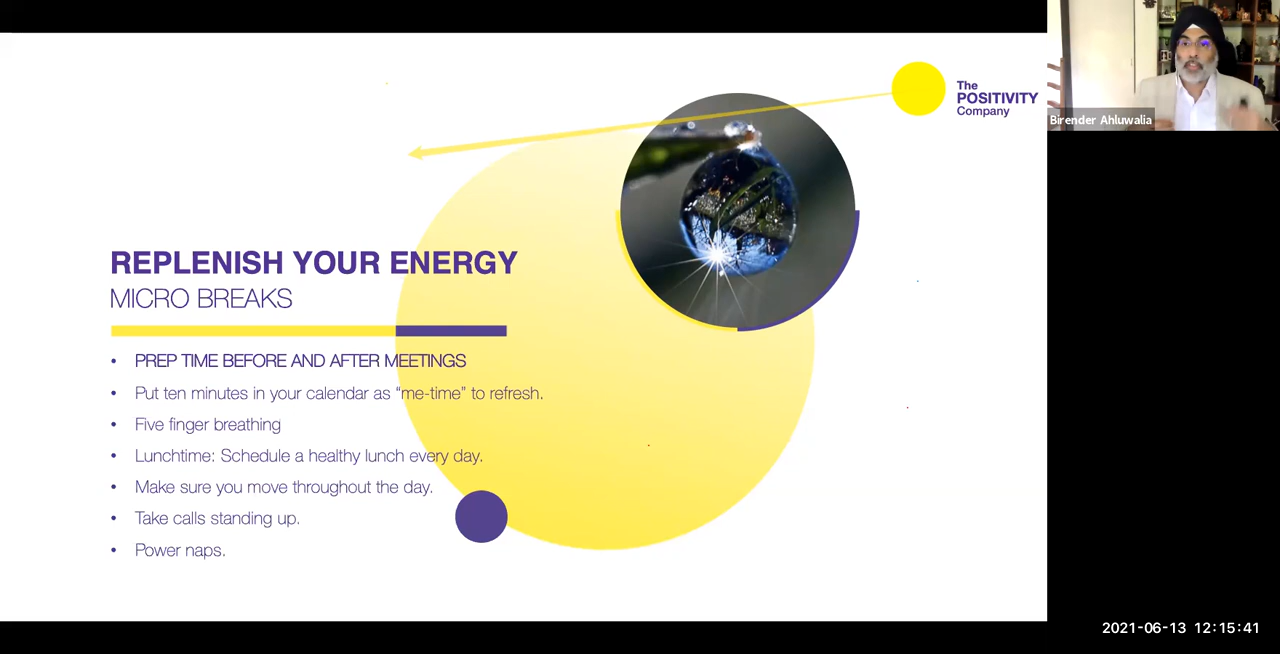 The
POSITIVITY
Company
Birender Ahluwalia
REPLENISH YOUR ENERGY
MICRO BREAKS
• PREP TIME BEFORE AND AFTER MEETINGS
• Put ten minutes in your calendar as “me-time” to refresh.
• Five finger breathing
• Lunchtime: Schedule a healthy lunch every day.
• Make sure you move throughout the day.
• Take calls standing up.
• Power naps.
2021-06-13 12:15:41